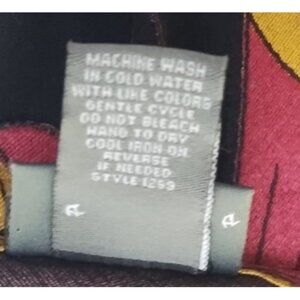 MACHINE WASH
IN COLD WATER
WITH LIKE COLORS
GENTLE CYCLE
DO NOT BLEACH
HANG TO DRY
COOL IRON ON
REVERSE
IF NEEDED
STYLE 1299